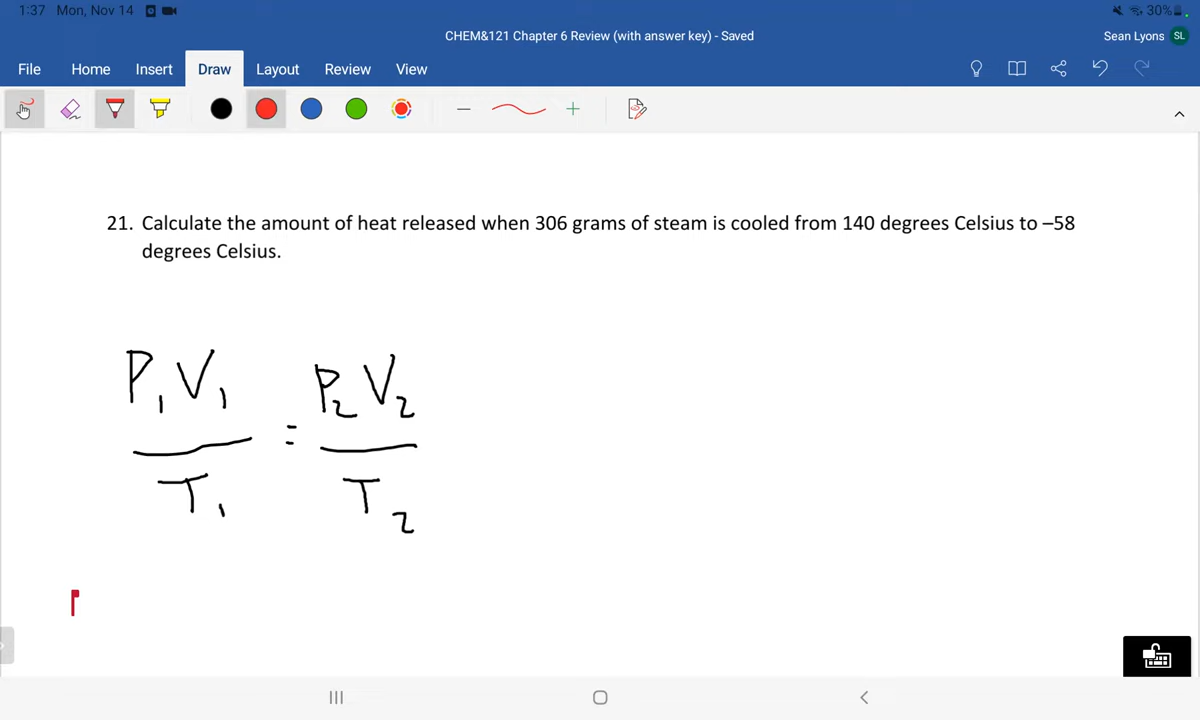 1:37 Mon, Nov 14 30%
CHEM&121 Chapter 6 Review (with answer key) - Saved
Sean Lyons SL
File Home Insert Draw Layout Review View
21. Calculate the amount of heat released when 306 grams of steam is cooled from 140 degrees Celsius to –58
degrees Celsius.
P₁V₁ = P₂V₂
T₁ T₂